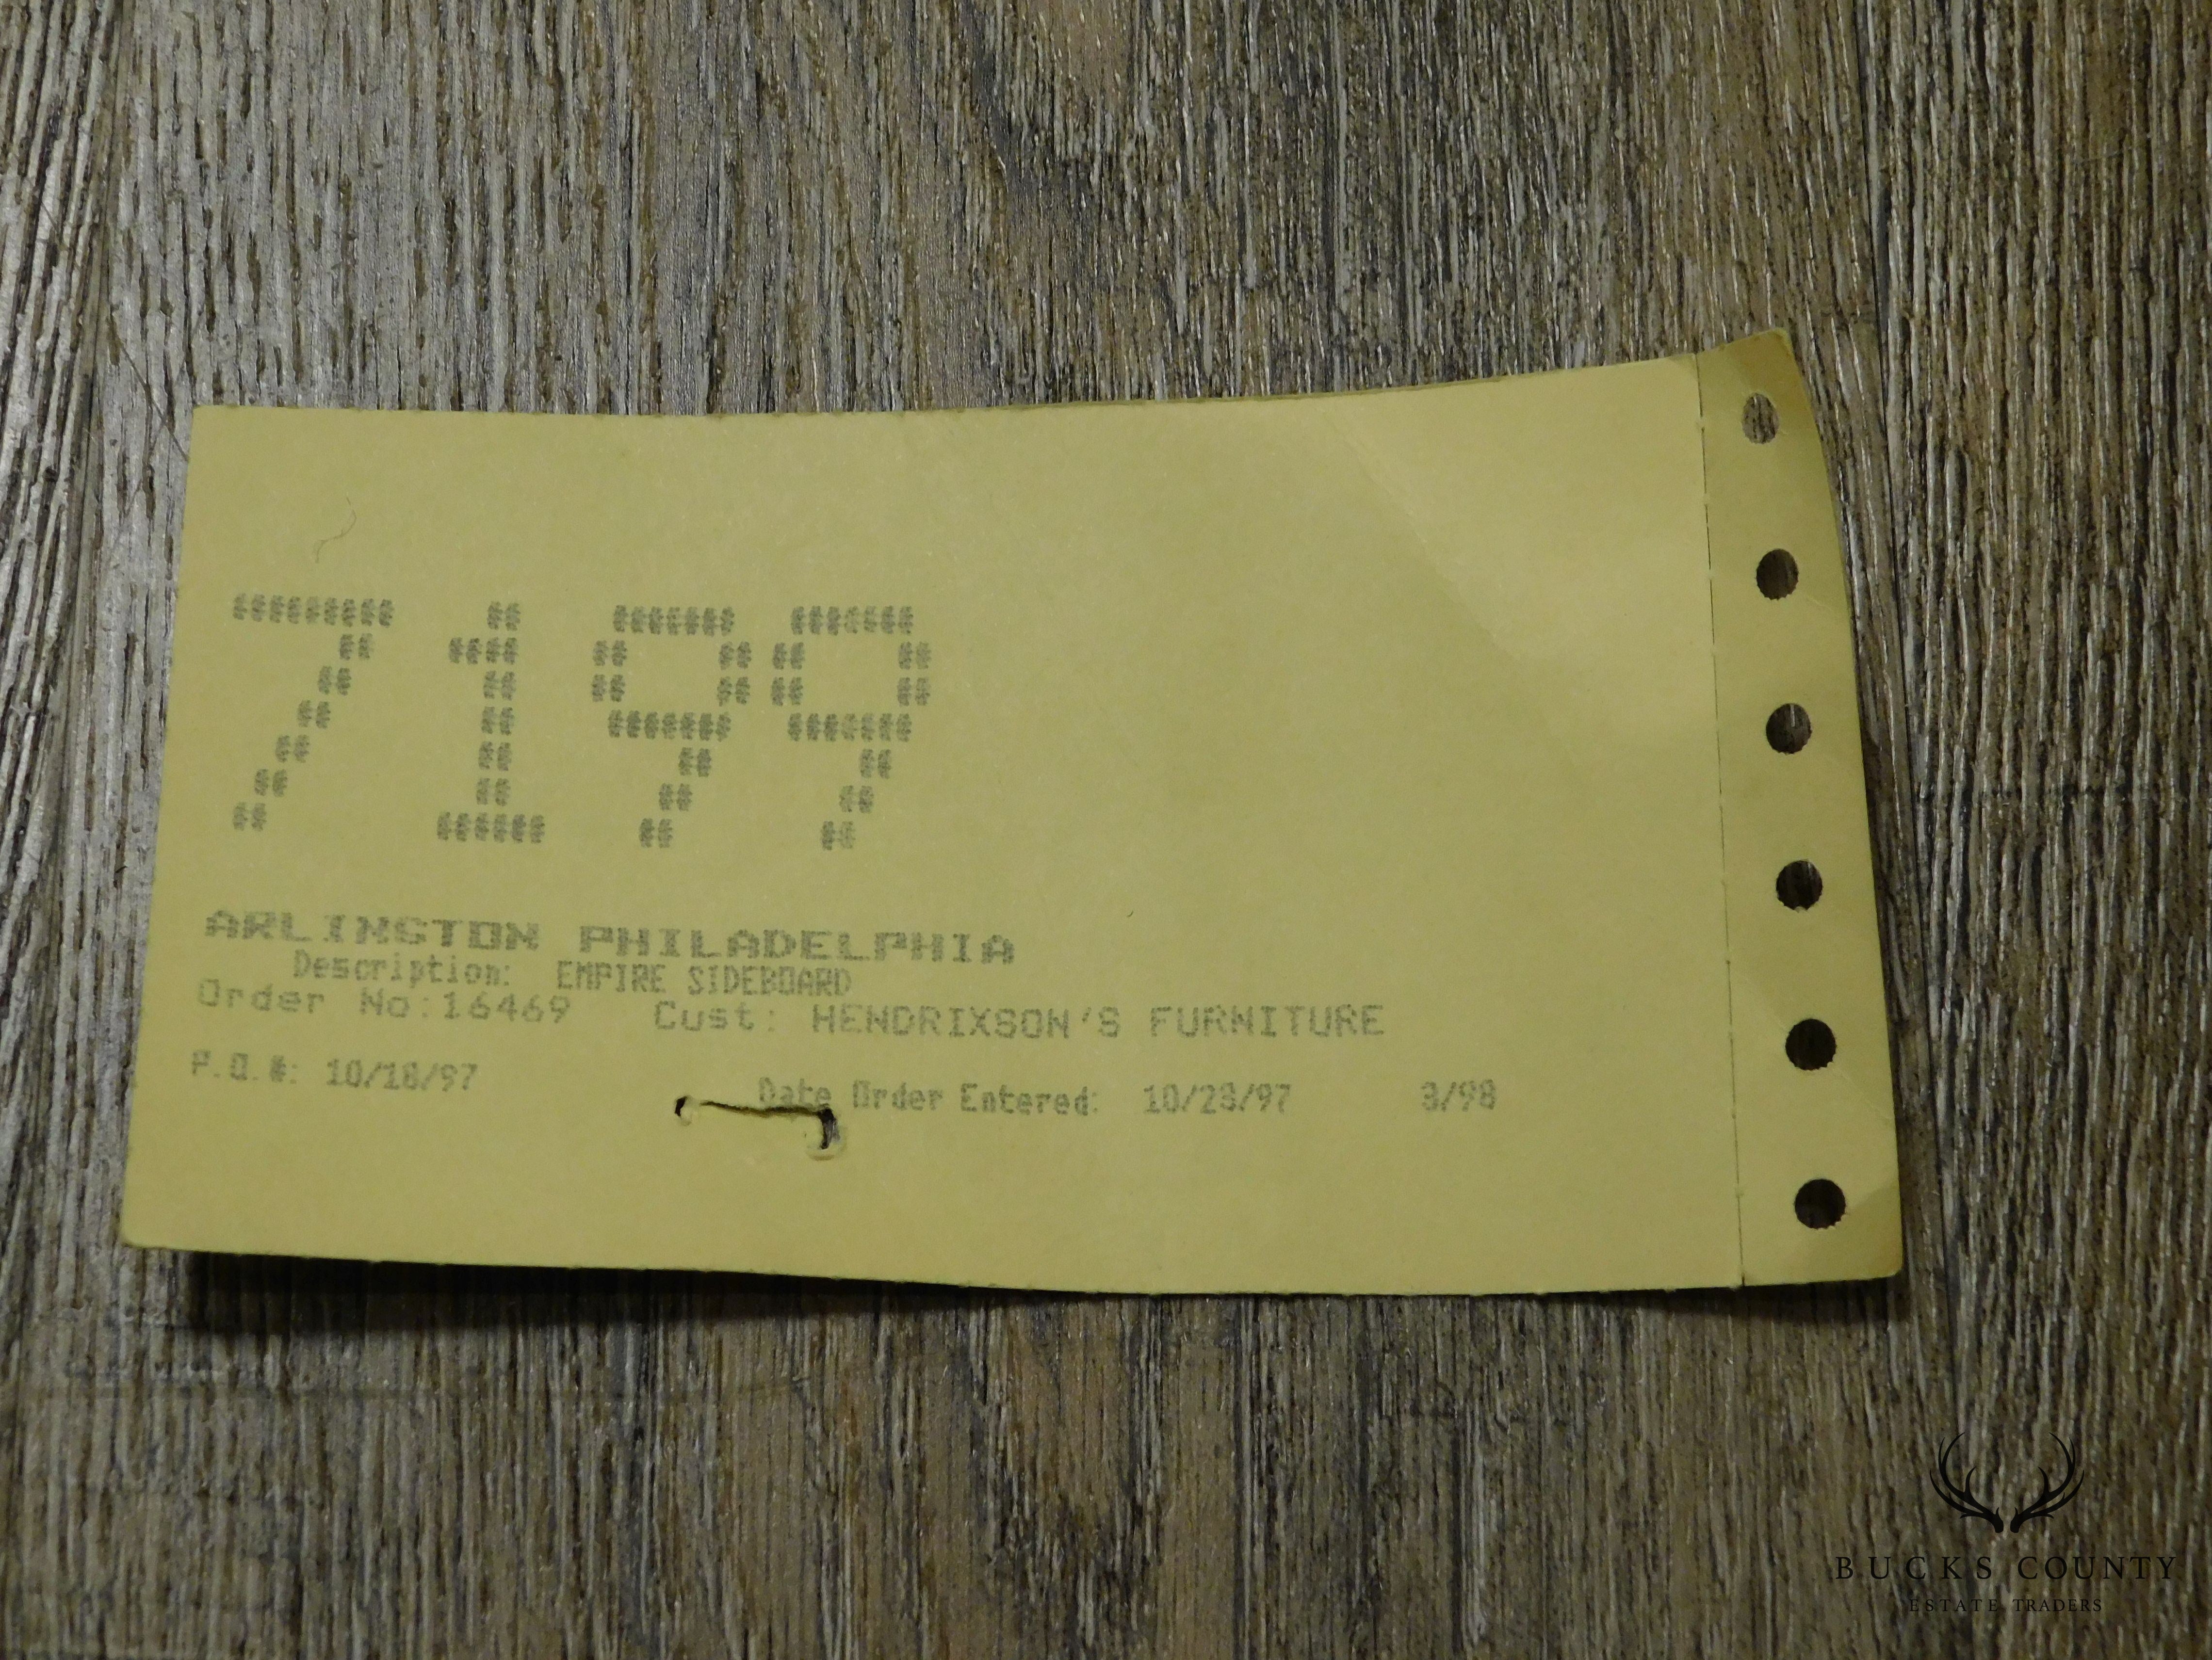 7199
ARLINGTON PHILADELPHIA
Description: EMPIRE SIDEBOARD
Order No:16469 Cust: HENDRIXSON'S FURNITURE
P.O.#: 10/18/97
Date Order Entered: 10/23/97 3/98
BUCKS COUNTY
ESTATE TRADERS